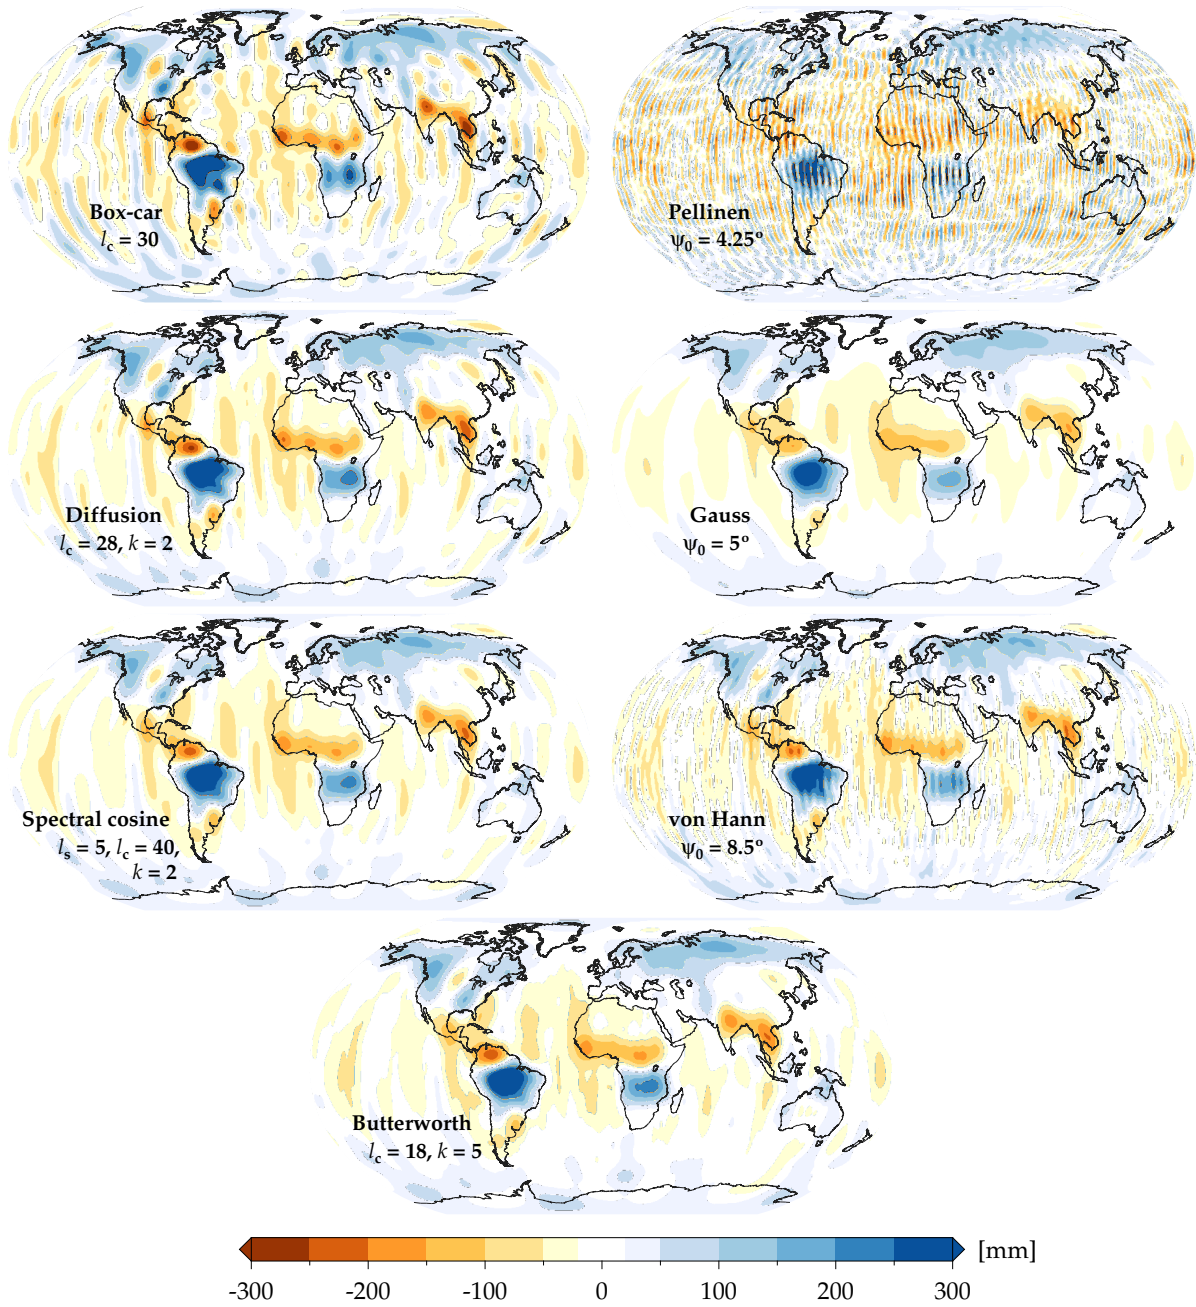 Box-car
l_c = 30
Pellinen
ψ_0 = 4.25°
Diffusion
l_c = 28, k = 2
Gauss
ψ_0 = 5°
Spectral cosine
l_s = 5, l_c = 40,
k = 2
von Hann
ψ_0 = 8.5°
Butterworth
l_c = 18, k = 5
[mm]
-300 -200 -100 0 100 200 300